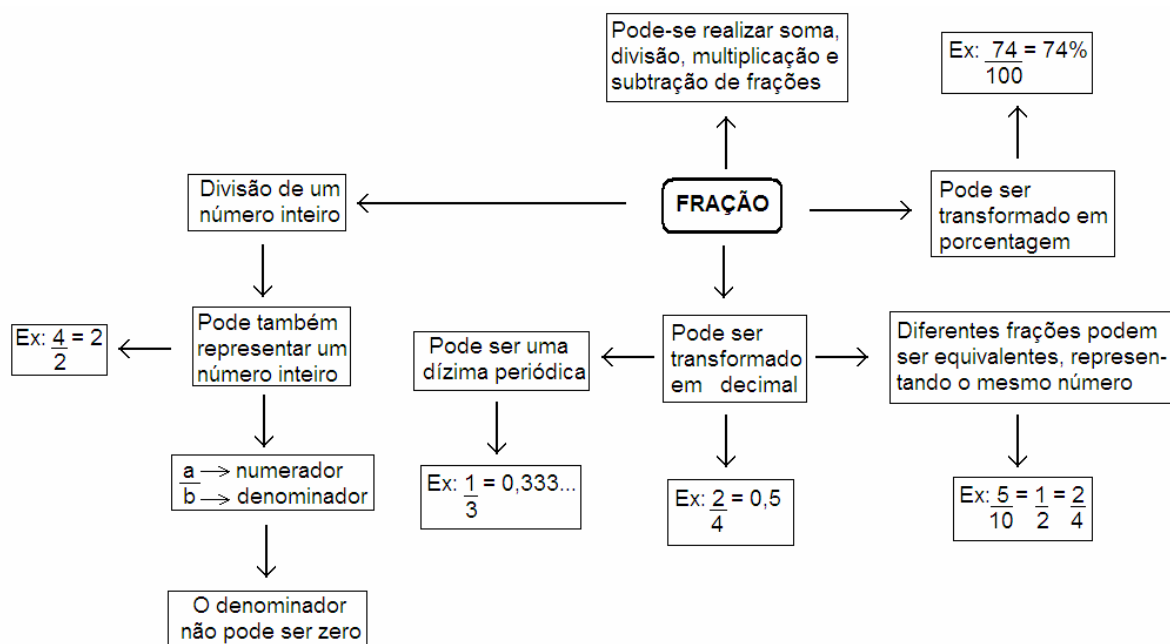 Pode-se realizar soma,
divisão, multiplicação e
subtração de frações
Ex: 74 = 74%
100
Divisão de um
número inteiro
FRAÇÃO
Pode ser
transformado em
porcentagem
Ex: 4 = 2
2
Pode também
representar um
número inteiro
Pode ser uma
dízima periódica
Pode ser
transformado
em decimal
Diferentes frações podem
ser equivalentes, represen-
tando o mesmo número
a → numerador
b → denominador
Ex: 1 = 0,333...
3
Ex: 2 = 0,5
4
Ex: 5 = 1 = 2
10 2 4
O denominador
não pode ser zero